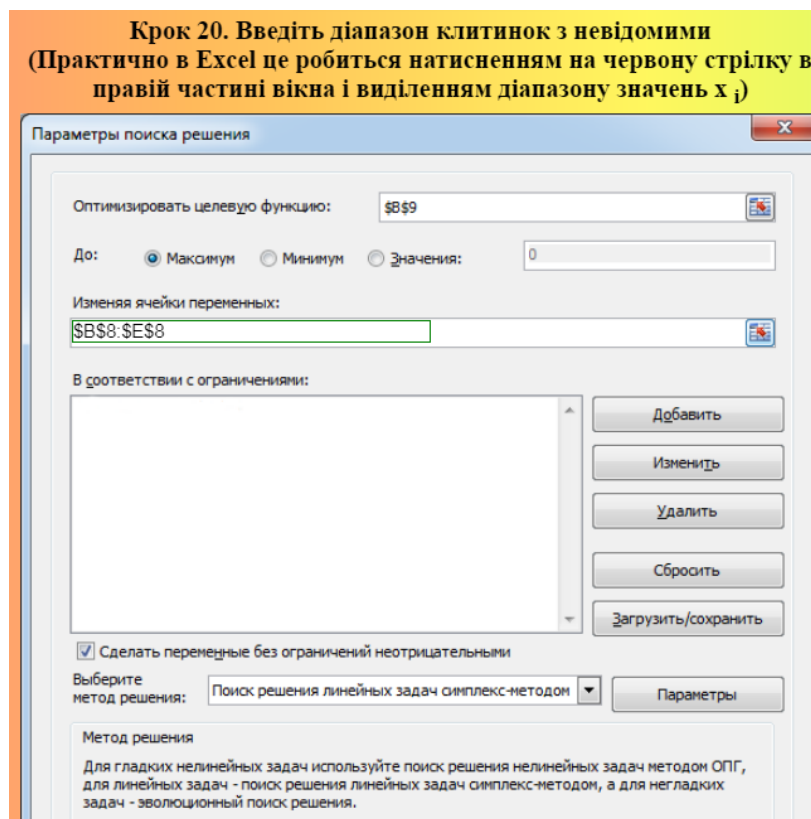 Крок 20. Введіть діапазон клитинок з невідомими
(Практично в Excel це робиться натисненням на червону стрілку в
правій частині вікна і виділенням діапазону значень x i)
Параметры поиска решения
Оптимизировать целевую функцию:
$B$9
До:
Максимум
Минимум
Значения:
0
Изменяя ячейки переменных:
$B$8:$E$8
В соответствии с ограничениями:
Добавить
Изменить
Удалить
Сбросить
Загрузить/сохранить
Сделать переменные без ограничений неотрицательными
Выберите
метод решения:
Поиск решения линейных задач симплекс-методом
Параметры
Метод решения
Для гладких нелинейных задач используйте поиск решения нелинейных задач методом ОПГ,
для линейных задач - поиск решения линейных задач симплекс-методом, а для негладких
задач - эволюционный поиск решения.